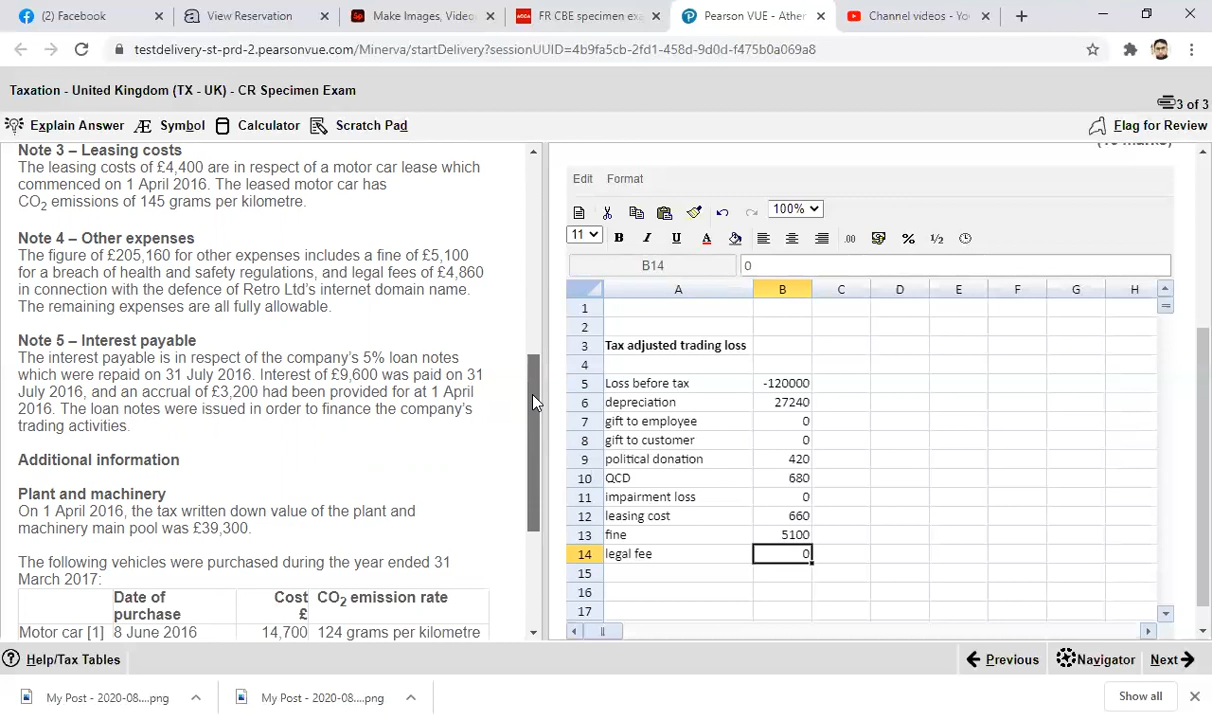 (2) Facebook
View Reservation
Make Images, Video
FR CBE specimen exa
Pearson VUE - Ather
Channel videos - Yo
testdelivery-st-prd-2.pearsonvue.com/Minerva/startDelivery?sessionUUID=4b9fa5cb-2fd1-458d-9d0d-f475b0a069a8
Taxation - United Kingdom (TX - UK) - CR Specimen Exam
3 of 3
Explain Answer Symbol Calculator Scratch Pad
Flag for Review
Note 3 – Leasing costs
The leasing costs of £4,400 are in respect of a motor car lease which
commenced on 1 April 2016. The leased motor car has
CO2 emissions of 145 grams per kilometre.
Note 4 – Other expenses
The figure of £205,160 for other expenses includes a fine of £5,100
for a breach of health and safety regulations, and legal fees of £4,860
in connection with the defence of Retro Ltd's internet domain name.
The remaining expenses are all fully allowable.
Note 5 – Interest payable
The interest payable is in respect of the company's 5% loan notes
which were repaid on 31 July 2016. Interest of £9,600 was paid on 31
July 2016, and an accrual of £3,200 had been provided for at 1 April
2016. The loan notes were issued in order to finance the company's
trading activities.
Additional information
Plant and machinery
On 1 April 2016, the tax written down value of the plant and
machinery main pool was £39,300.
The following vehicles were purchased during the year ended 31
March 2017:
Date of purchase Cost £ CO2 emission rate
Motor car [1] 8 June 2016 14,700 124 grams per kilometre
Edit Format
100%
11 B I U A .00 % 1/2
B14 0
A B C D E F G H
1
2
3 Tax adjusted trading loss
4
5 Loss before tax -120000
6 depreciation 27240
7 gift to employee 0
8 gift to customer 0
9 political donation 420
10 QCD 680
11 impairment loss 0
12 leasing cost 660
13 fine 5100
14 legal fee 0
15
16
17
Help/Tax Tables
Previous Navigator Next
My Post - 2020-08....png
My Post - 2020-08....png
Show all